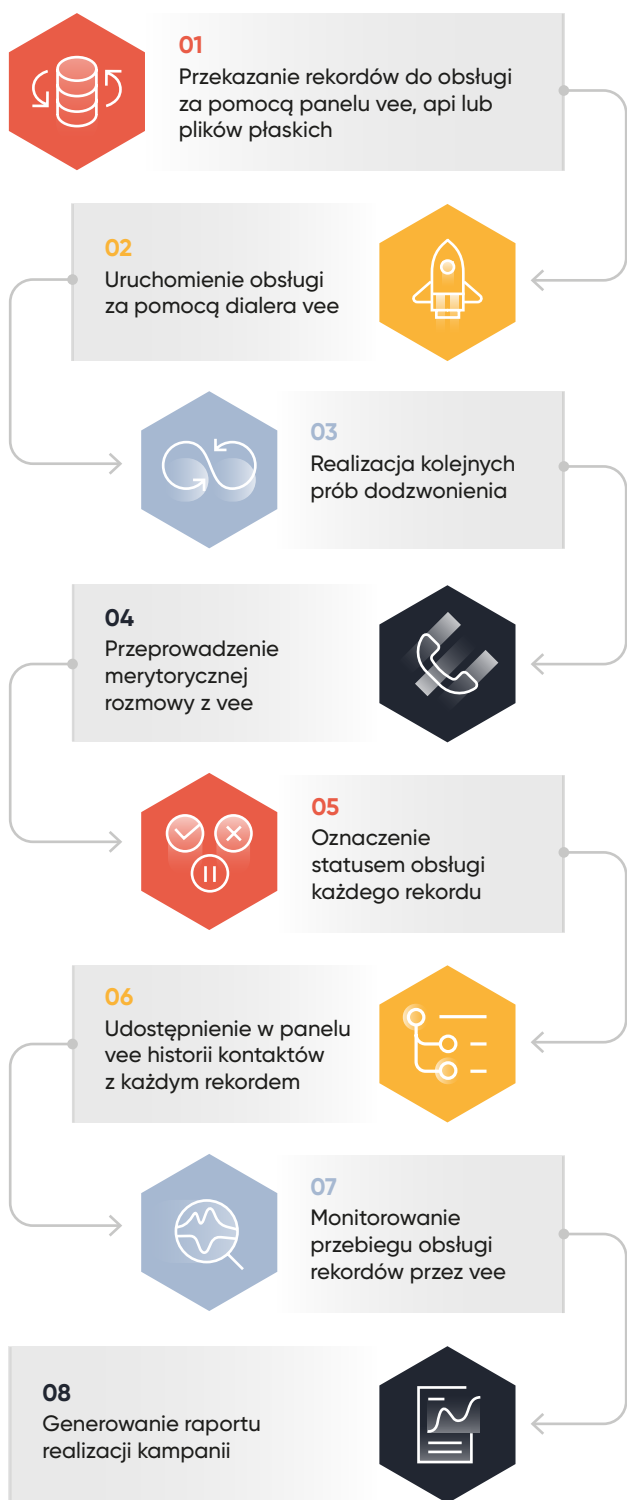 01
Przekazanie rekordów do obsługi
za pomocą panelu vee, api lub
plików płaskich
02
Uruchomienie obsługi
za pomocą dialera vee
03
Realizacja kolejnych
prób dodzwonienia
04
Przeprowadzenie
merytorycznej
rozmowy z vee
05
Oznaczenie
statusem obsługi
każdego rekordu
06
Udostępnienie w panelu
vee historii kontaktów
z każdym rekordem
07
Monitorowanie
przebiegu obsługi
rekordów przez vee
08
Generowanie raportu
realizacji kampanii